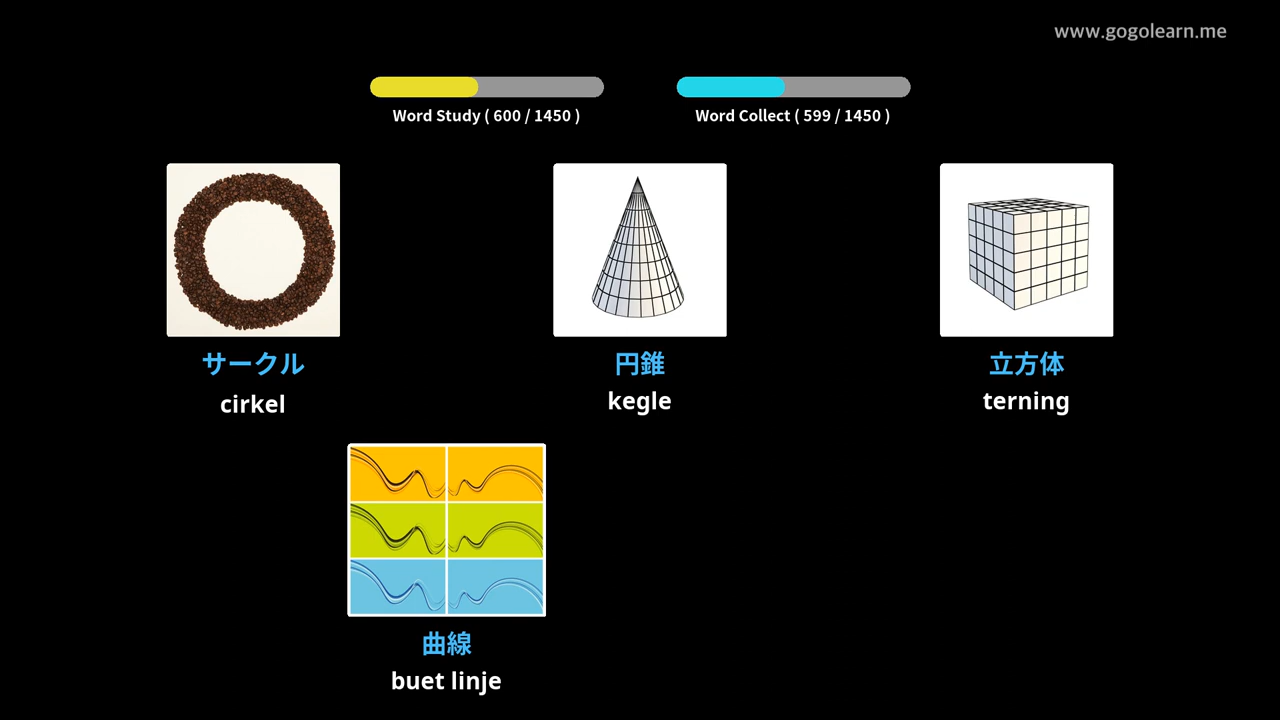 www.gogolearn.me
Word Study ( 600 / 1450 )
Word Collect ( 599 / 1450 )
サークル
cirkel
円錐
kegle
立方体
terning
曲線
buet linje